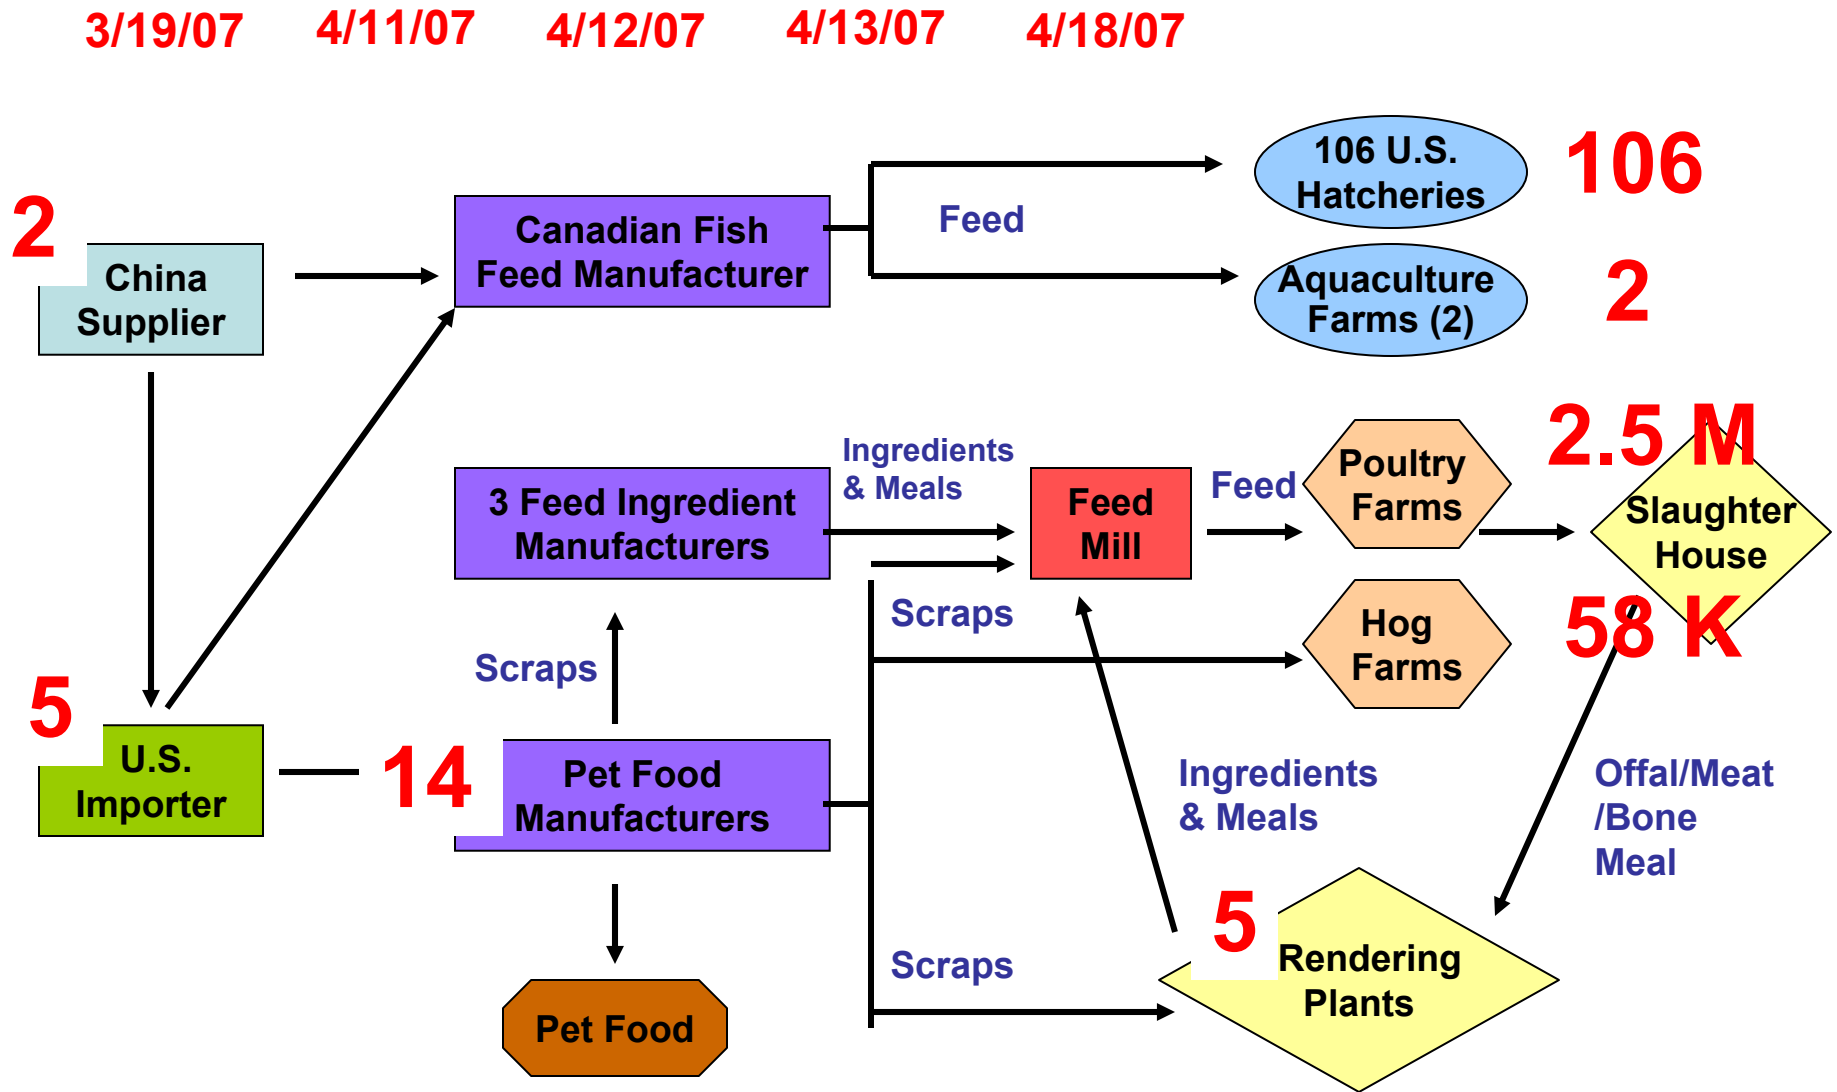 3/19/07 4/11/07 4/12/07 4/13/07 4/18/07
106 U.S.
Hatcheries
106
2
China
Supplier
Canadian Fish
Feed Manufacturer
Feed
Aquaculture
Farms (2)
2
3 Feed Ingredient
Manufacturers
Ingredients
& Meals
Feed
Mill
Feed
Poultry
Farms
2.5 M
Slaughter
House
Scraps
Scraps
Hog
Farms
58 K
5
U.S.
Importer
14
Pet Food
Manufacturers
Ingredients
& Meals
Offal/Meat
/Bone
Meal
Scraps
5
Rendering
Plants
Pet Food